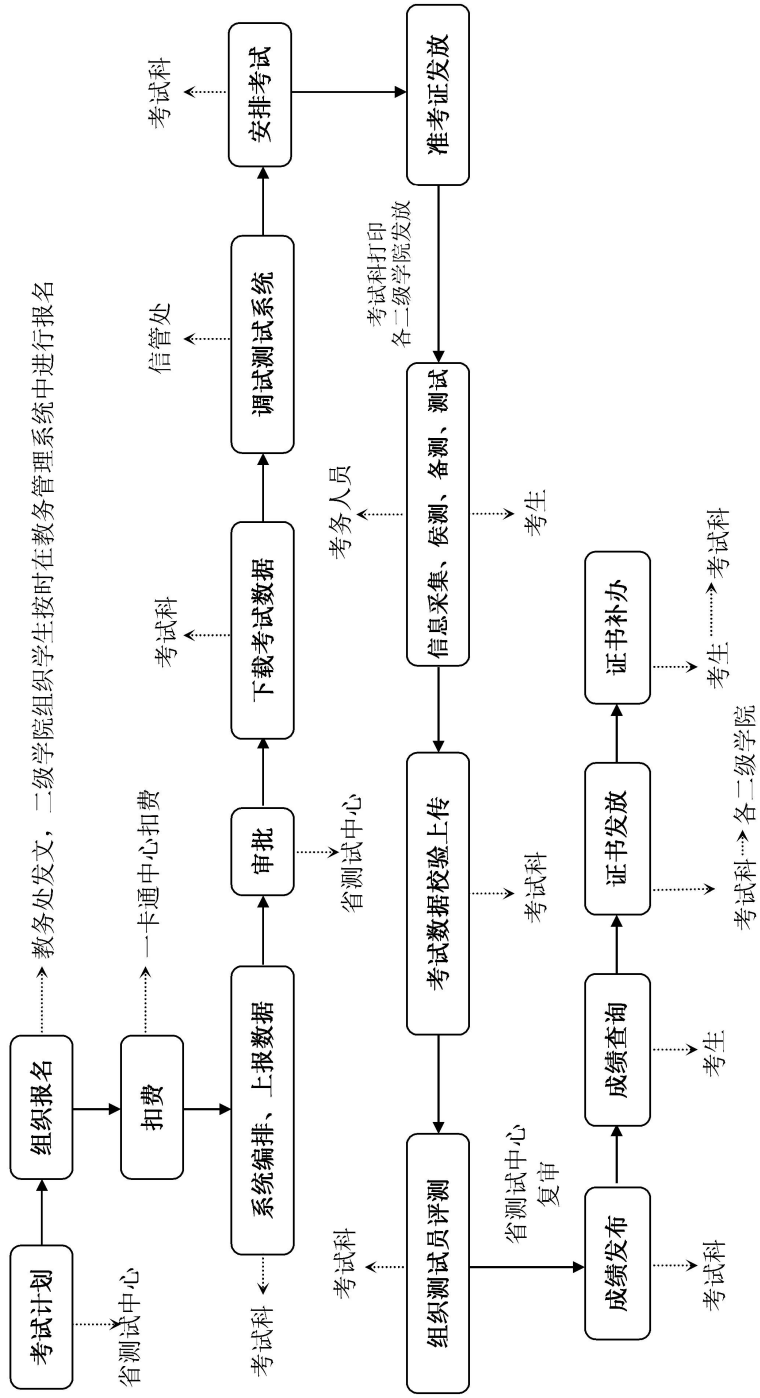 考试计划
省测试中心
组织报名
教务处发文，二级学院组织学生按时在教务管理系统中进行报名
扣费
一卡通中心扣费
系统编排、上报数据
考试科
审批
省测试中心
下载考试数据
考试科
调试测试系统
信管处
安排考试
考试科
准考证发放
考试科打印
各二级学院发放
信息采集、侯测、备测、测试
考务人员
考生
考试数据校验上传
考试科
组织测试员评测
考试科
省测试中心
复审
成绩发布
考试科
成绩查询
考生
证书发放
考试科
各二级学院
证书补办
考生
考试科